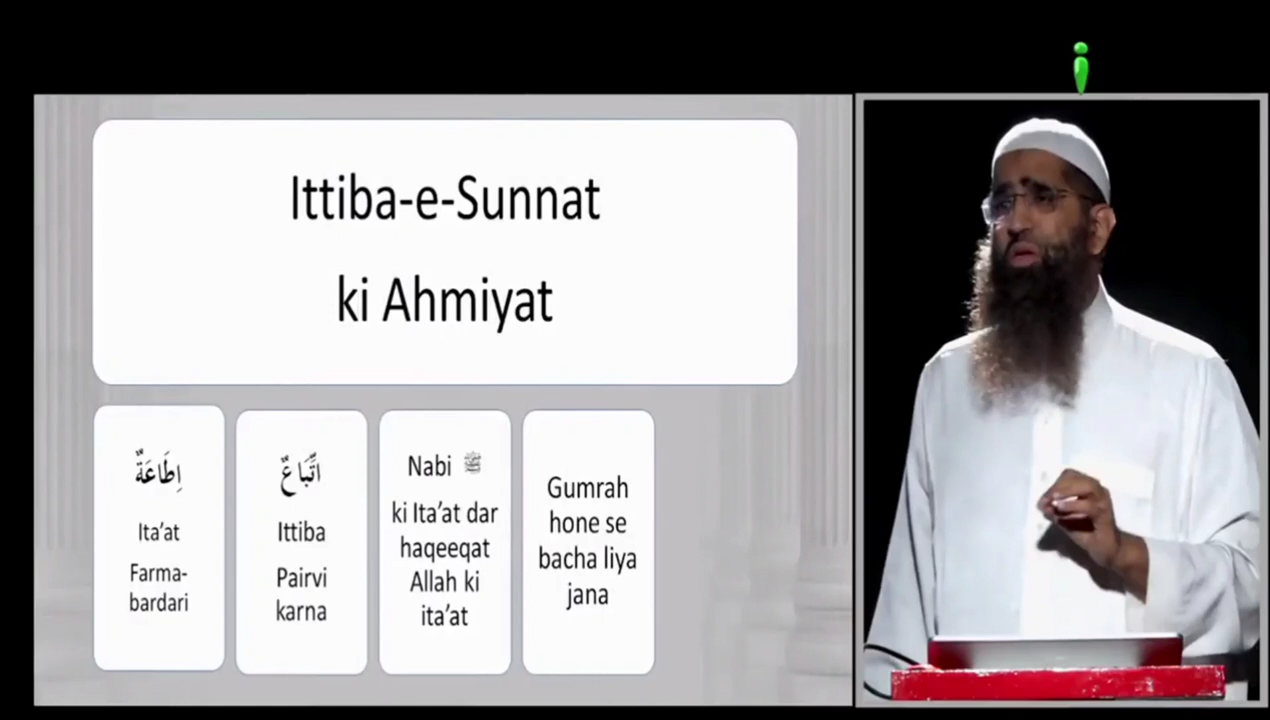 Ittiba-e-Sunnat
ki Ahmiyat
اِطَاعَةٌ
Ita’at
Farma-
bardari
اتِّبَاعٌ
Ittiba
Pairvi
karna
Nabi ﷺ
ki Ita’at dar
haqeeqat
Allah ki
ita’at
Gumrah
hone se
bacha liya
jana